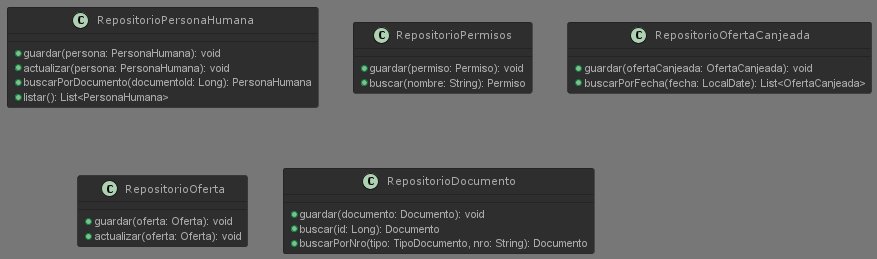 C RepositorioPersonaHumana
guardar(persona: PersonaHumana): void
actualizar(persona: PersonaHumana): void
buscarPorDocumento(documentoId: Long): PersonaHumana
listar(): List<PersonaHumana>
C RepositorioPermisos
guardar(permiso: Permiso): void
buscar(nombre: String): Permiso
C RepositorioOfertaCanjeada
guardar(ofertaCanjeada: OfertaCanjeada): void
buscarPorFecha(fecha: LocalDate): List<OfertaCanjeada>
C RepositorioOferta
guardar(oferta: Oferta): void
actualizar(oferta: Oferta): void
C RepositorioDocumento
guardar(documento: Documento): void
buscar(id: Long): Documento
buscarPorNro(tipo: TipoDocumento, nro: String): Documento